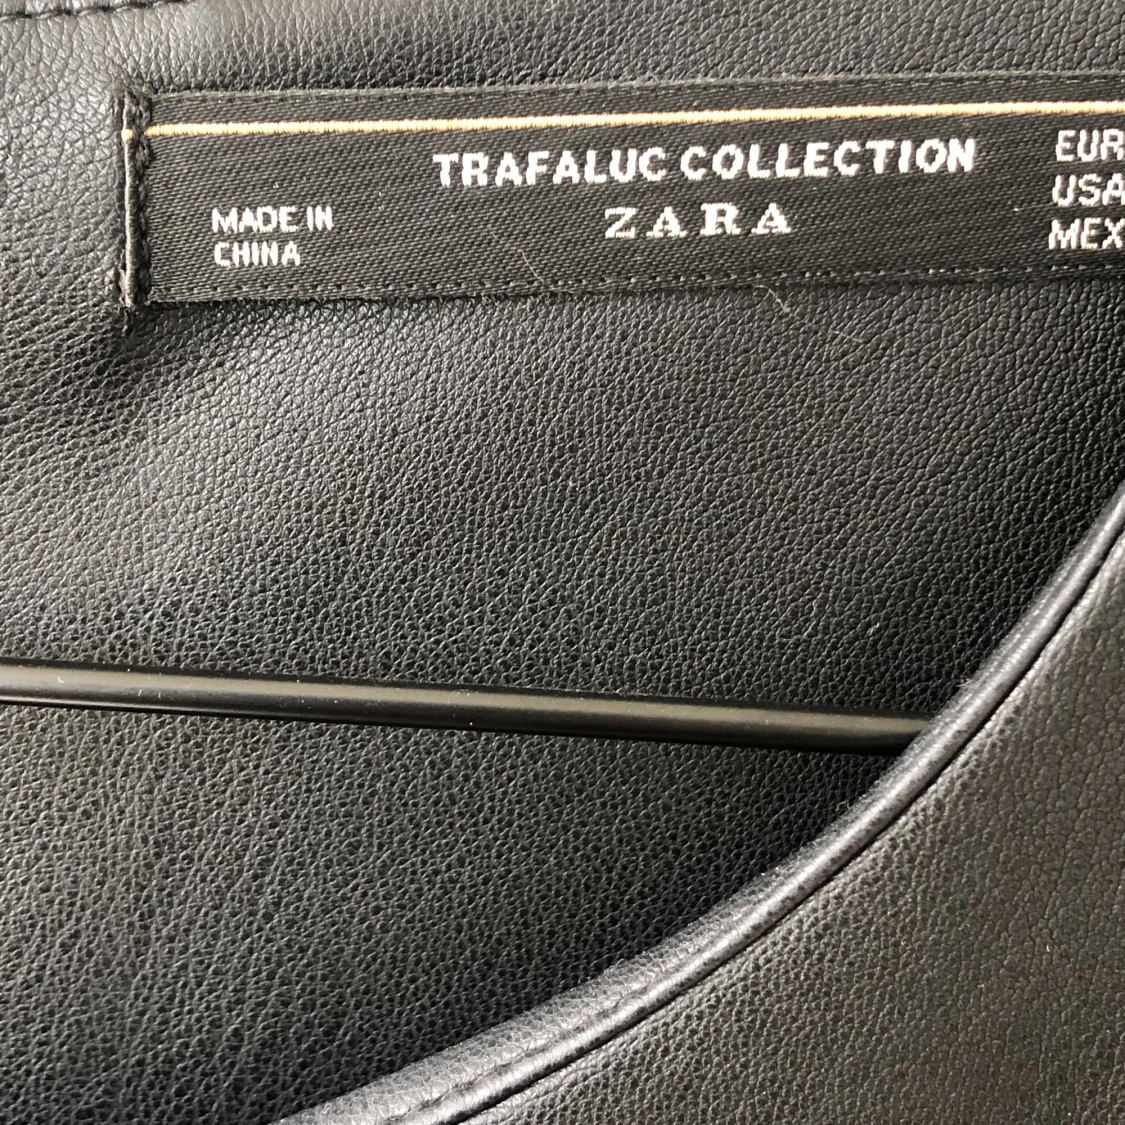 TRAFALUC COLLECTION
ZARA
MADE IN
CHINA
EUR
USA
MEX